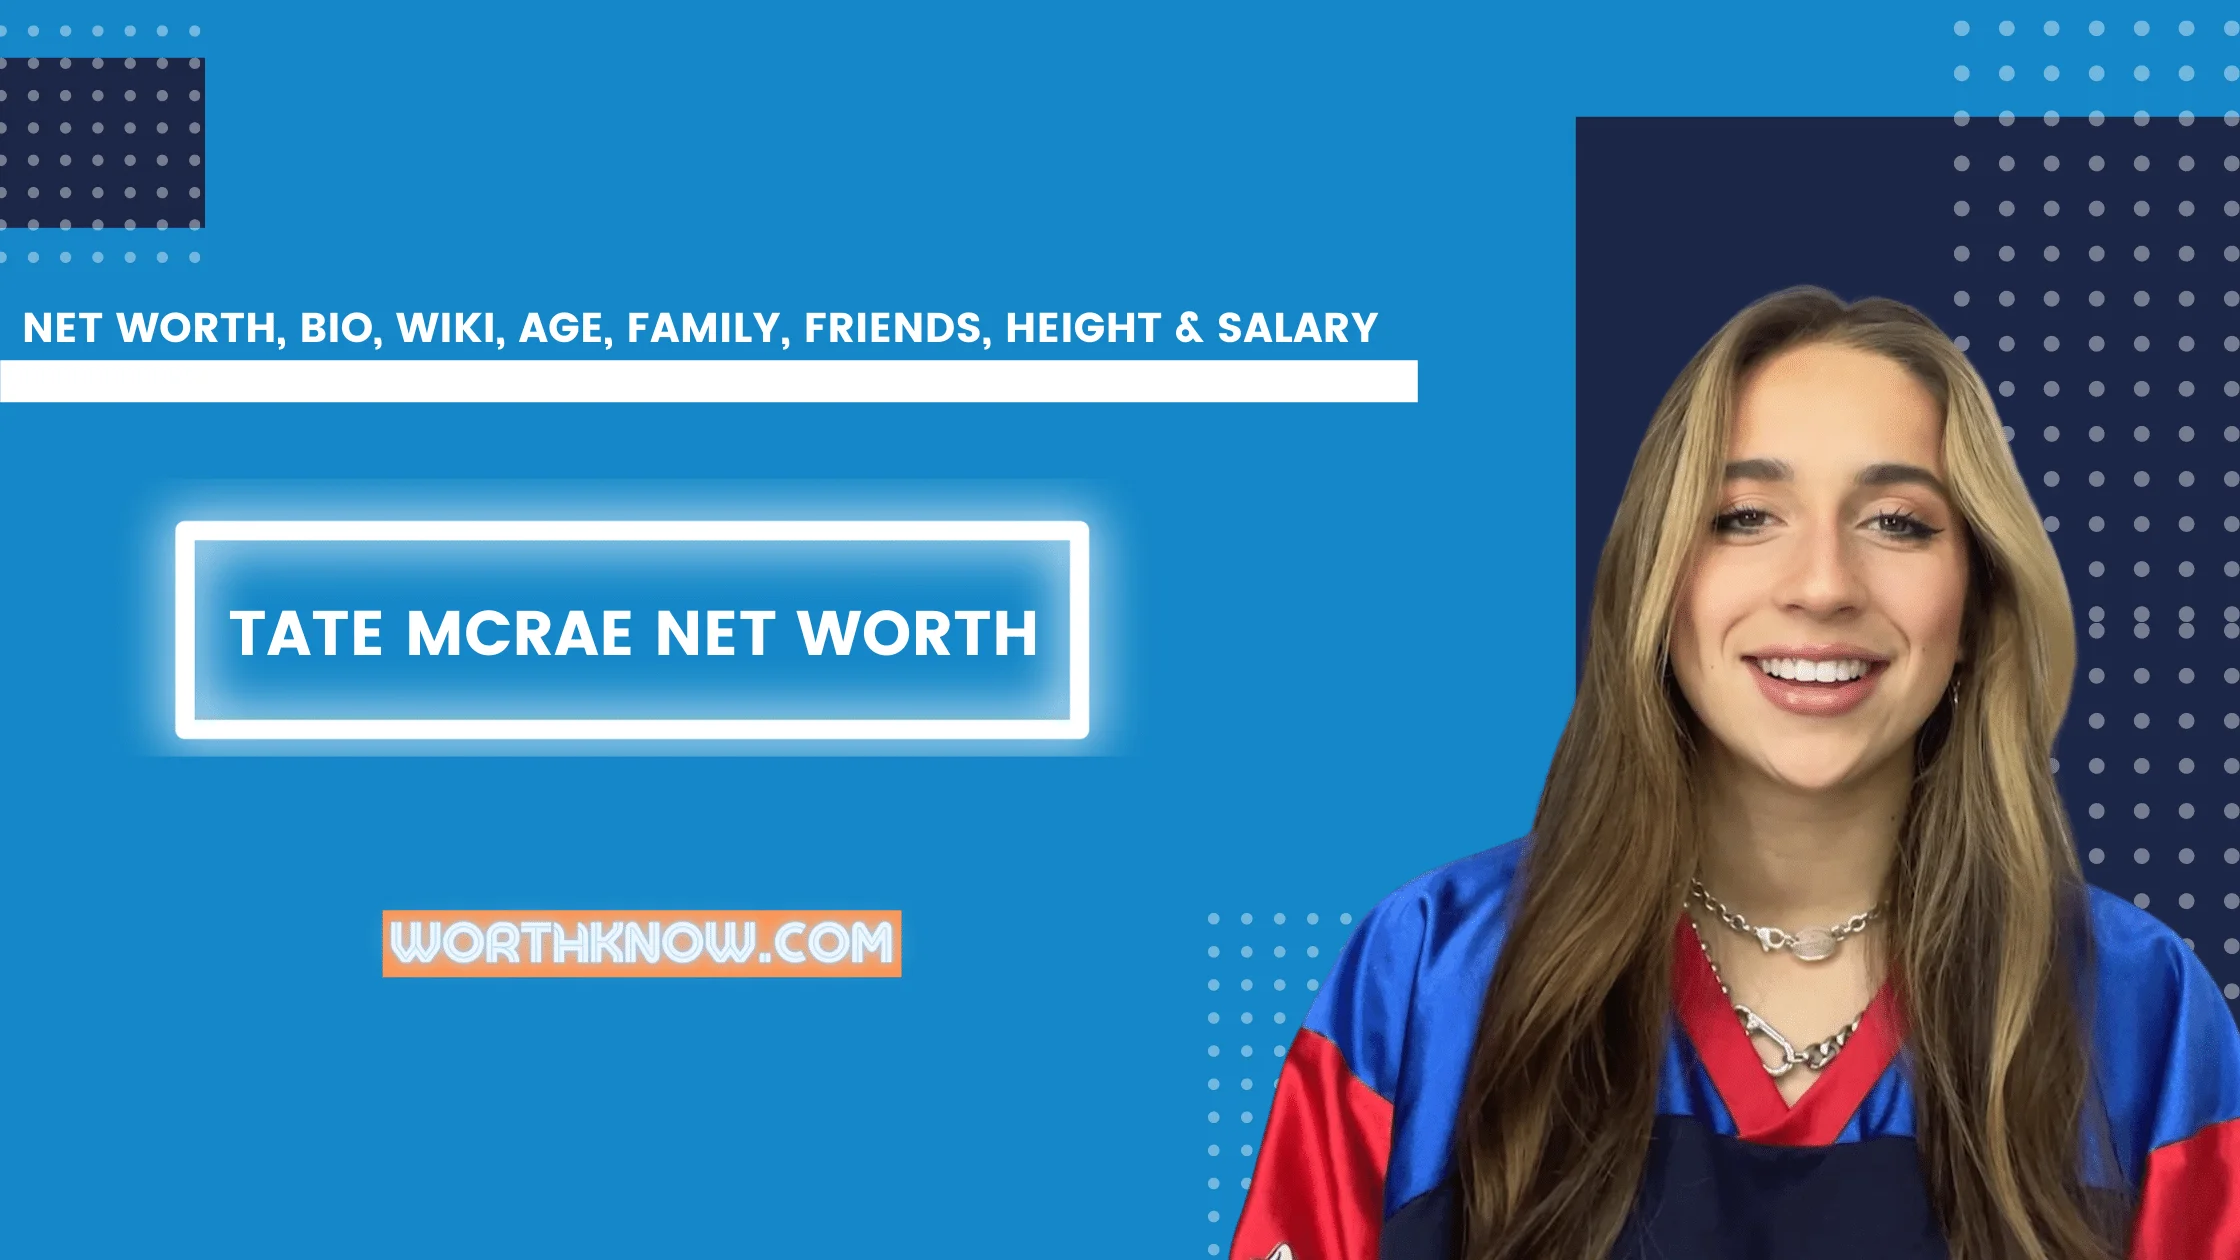 NET WORTH, BIO, WIKI, AGE, FAMILY, FRIENDS, HEIGHT & SALARY
TATE MCRAE NET WORTH
WORTHKNOW.COM